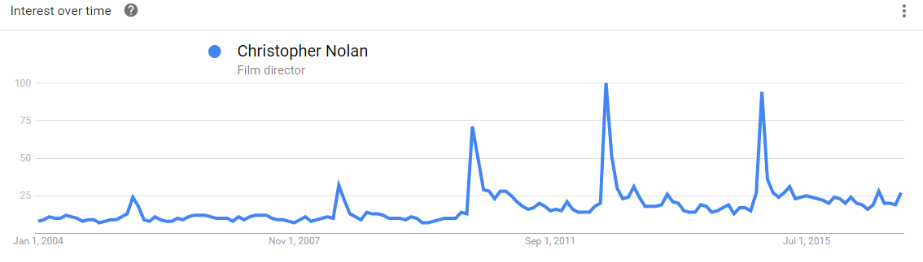 Interest over time
Christopher Nolan
Film director
100
75
50
25
Jan 1, 2004
Nov 1, 2007
Sep 1, 2011
Jul 1, 2015